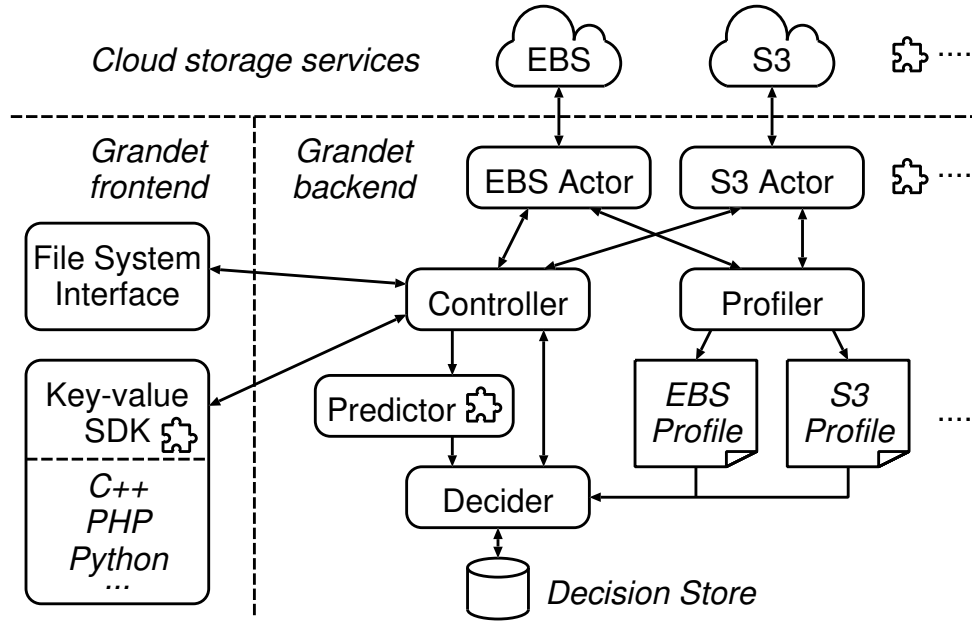 Cloud storage services
EBS
S3
....
Grandet
frontend
Grandet
backend
EBS Actor
S3 Actor
....
File System
Interface
Controller
Profiler
Key-value
SDK
C++
PHP
Python
...
Predictor
EBS
Profile
S3
Profile
....
Decider
Decision Store